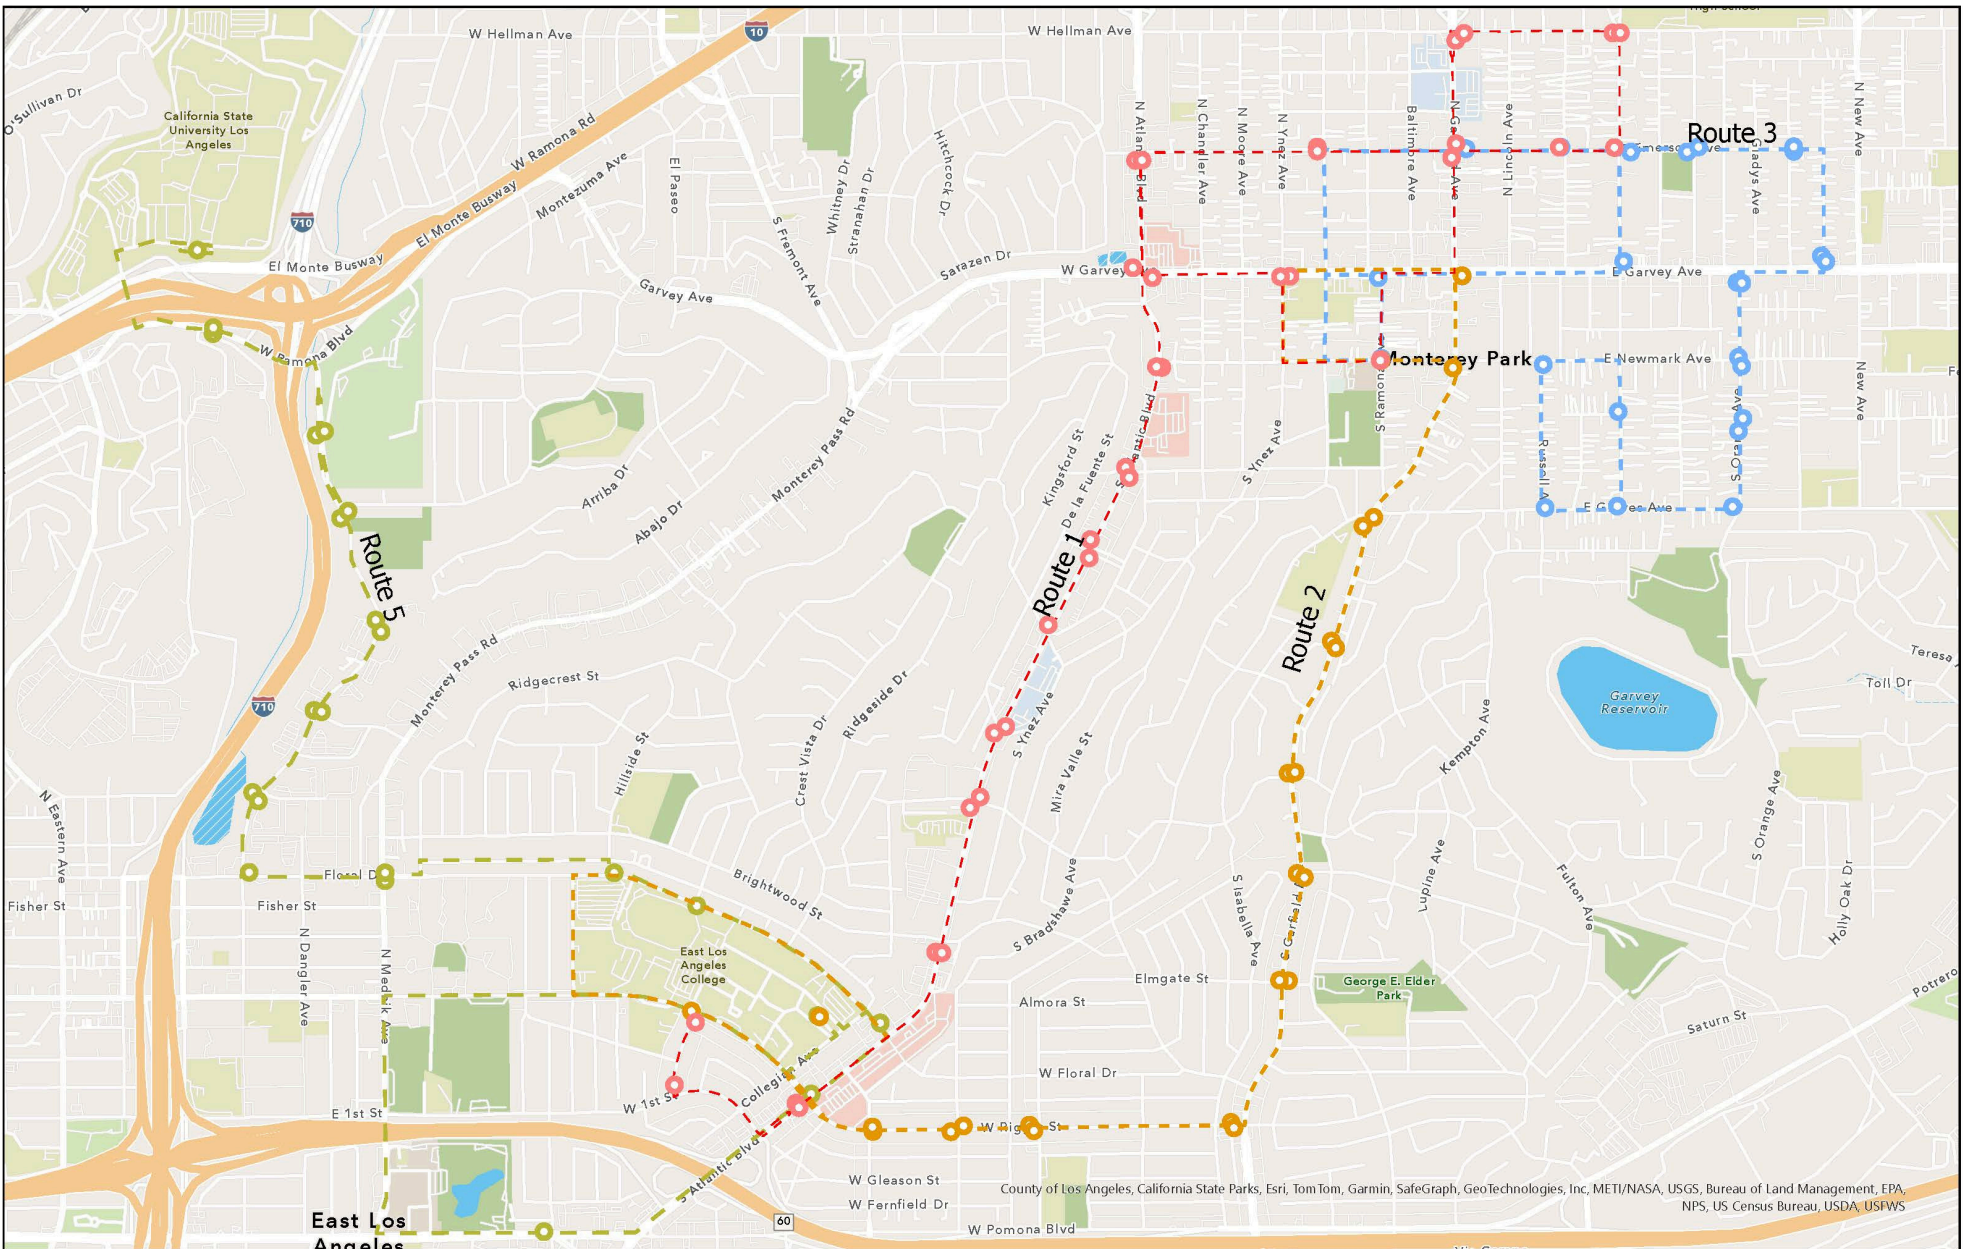 High School
W Hellman Ave
10
W Hellman Ave
O'Sullivan Dr
California State
University Los
Angeles
W Ramona Rd
Montezuma Ave
El Paseo
Whitney Dr
Stranahan Dr
Hitchcock Dr
N Chandler Ave
N Moore Ave
N Ynez Ave
Baltimore Ave
N Lincoln Ave
Route 3
Gladys Ave
N New Ave
710
El Monte Busway
El Monte Busway
S Fremont Ave
Sarazen Dr
Garvey Ave
W Garvey
E Garvey Ave
W Ramona Blvd
Monterey Park
E Newmark Ave
New Ave
Monterey Pass Rd
Arriba Dr
Abajo Dr
Kingsford St
De la Fuente St
S Ynez Ave
Route 5
Route 1
Route 2
Garvey
Reservoir
Teresa
Toll Dr
710
Monterey Pass Rd
Ridgecrest St
Ridgeside Dr
Crest Vista Dr
Hillside St
S Ynez Ave
Mira Valle St
Kempton Ave
S Orange Ave
N Eastern Ave
Floral D
Fisher St
Fisher St
N Dangler Ave
N Mednik Ave
Brightwood St
East Los
Angeles
College
S Bradshawe Ave
S Isabella Ave
S Garfield
Lupine Ave
Fulton Ave
Holly Oak Dr
Elmgate St
George E. Elder
Park
Almora St
Saturn St
Potrero
W Floral Dr
Collegian Ave
W 1st S
E 1st St
S Atlantic Blvd
W Gleason St
W Fernfield Dr
W Pomona Blvd
60
East Los
Angeles
County of Los Angeles, California State Parks, Esri, TomTom, Garmin, SafeGraph, GeoTechnologies, Inc, METI/NASA, USGS, Bureau of Land Management, EPA,
NPS, US Census Bureau, USDA, USFWS